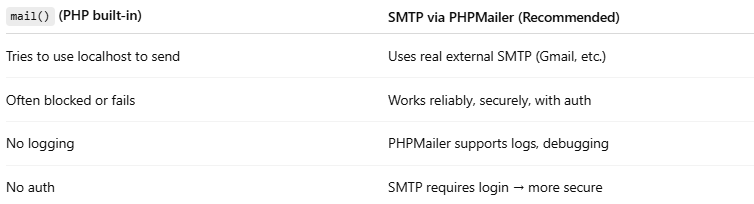 mail() (PHP built-in) SMTP via PHPMailer (Recommended)
Tries to use localhost to send Uses real external SMTP (Gmail, etc.)
Often blocked or fails Works reliably, securely, with auth
No logging PHPMailer supports logs, debugging
No auth SMTP requires login → more secure